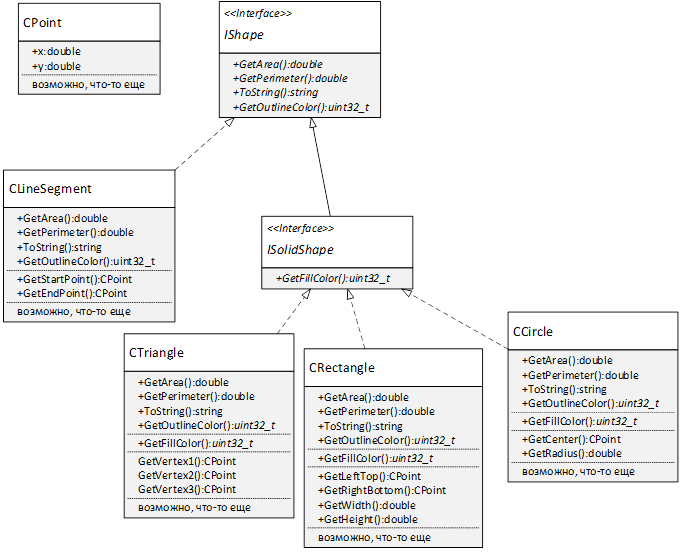 CPoint
+x:double
+y:double
возможно, что-то еще
<<Interface>>
IShape
+GetArea():double
+GetPerimeter():double
+ToString():string
+GetOutlineColor():uint32_t
CLineSegment
+GetArea():double
+GetPerimeter():double
+ToString():string
+GetOutlineColor():uint32_t
+GetStartPoint():CPoint
+GetEndPoint():CPoint
возможно, что-то еще
<<Interface>>
ISolidShape
+GetFillColor():uint32_t
CTriangle
+GetArea():double
+GetPerimeter():double
+ToString():string
+GetOutlineColor():uint32_t
+GetFillColor():uint32_t
GetVertex1():CPoint
GetVertex2():CPoint
GetVertex3():CPoint
возможно, что-то еще
CRectangle
+GetArea():double
+GetPerimeter():double
+ToString():string
+GetOutlineColor():uint32_t
+GetFillColor():uint32_t
+GetLeftTop():CPoint
+GetRightBottom():CPoint
+GetWidth():double
+GetHeight():double
возможно, что-то еще
CCircle
+GetArea():double
+GetPerimeter():double
+ToString():string
+GetOutlineColor():uint32_t
+GetFillColor():uint32_t
+GetCenter():CPoint
+GetRadius():double
возможно, что-то еще